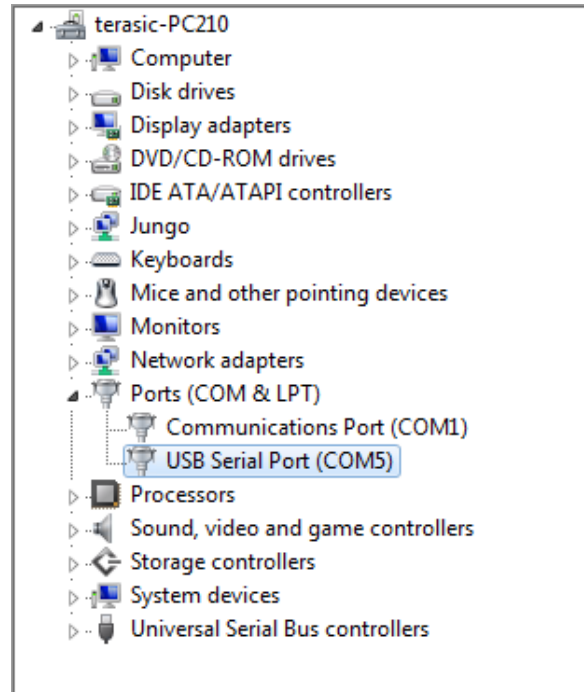 terasic-PC210
Computer
Disk drives
Display adapters
DVD/CD-ROM drives
IDE ATA/ATAPI controllers
Jungo
Keyboards
Mice and other pointing devices
Monitors
Network adapters
Ports (COM & LPT)
Communications Port (COM1)
USB Serial Port (COM5)
Processors
Sound, video and game controllers
Storage controllers
System devices
Universal Serial Bus controllers